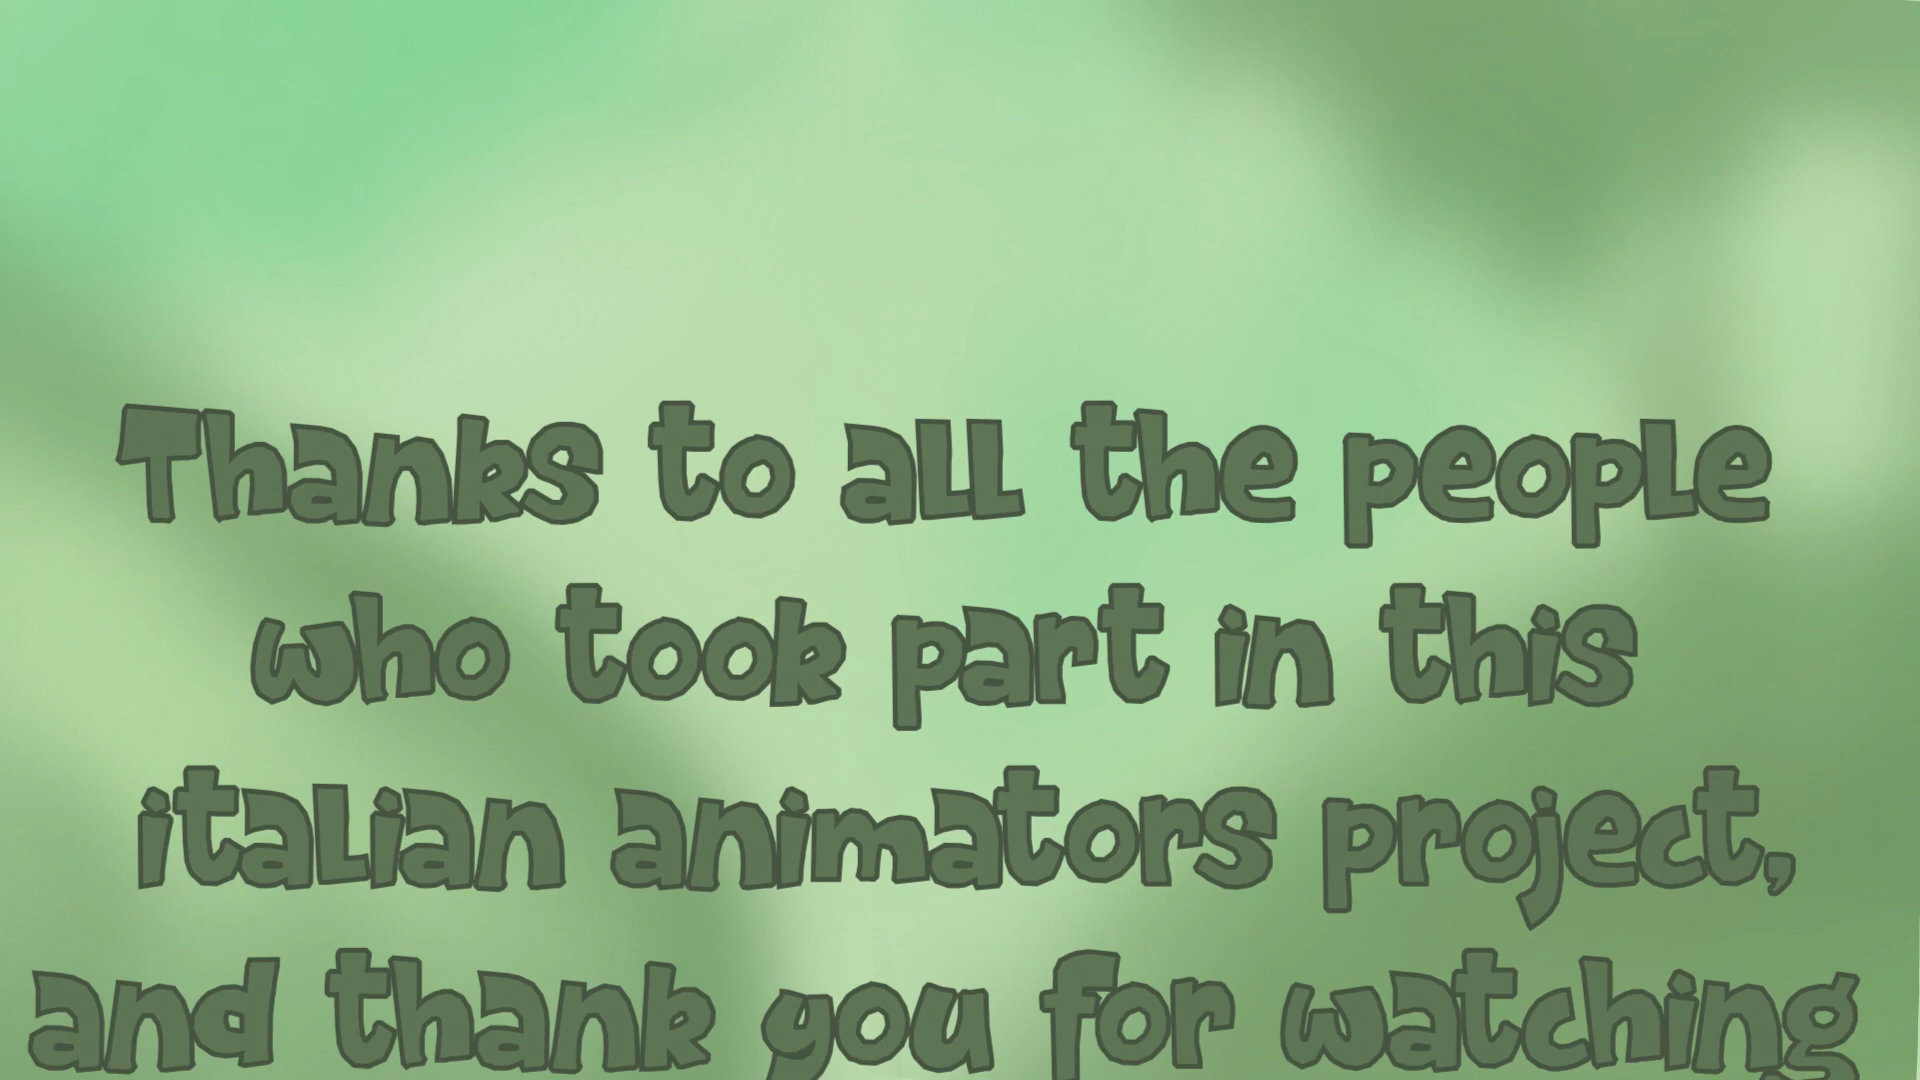 Thanks to all the people
who took part in this
italian animators project,
and thank you for watching